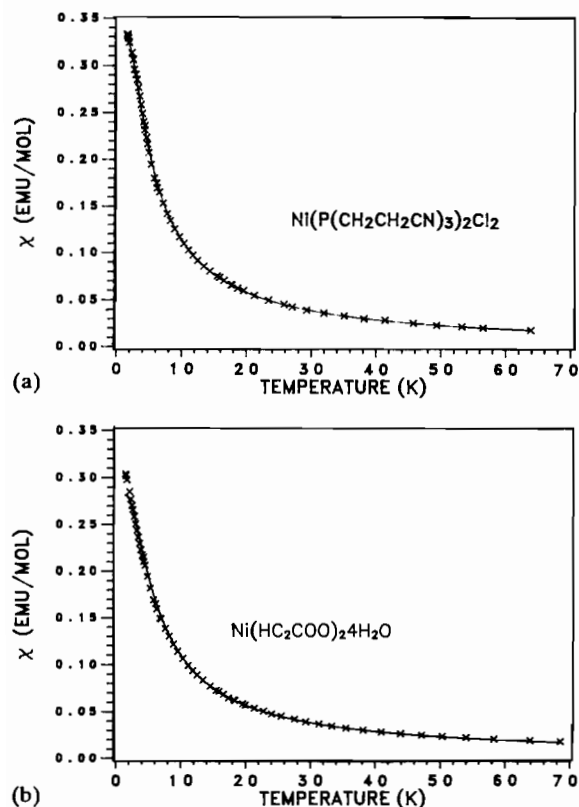 0.35
0.30
0.25
0.20
0.15
0.10
0.05
0.00
χ (EMU/MOL)
Ni(P(CH2CH2CN)3)2Cl2
0 10 20 30 40 50 60 70
(a)
TEMPERATURE (K)
0.35
0.30
0.25
0.20
0.15
0.10
0.05
0.00
χ (EMU/MOL)
Ni(HC₂COO)₂4H₂O
0 10 20 30 40 50 60 70
(b)
TEMPERATURE (K)